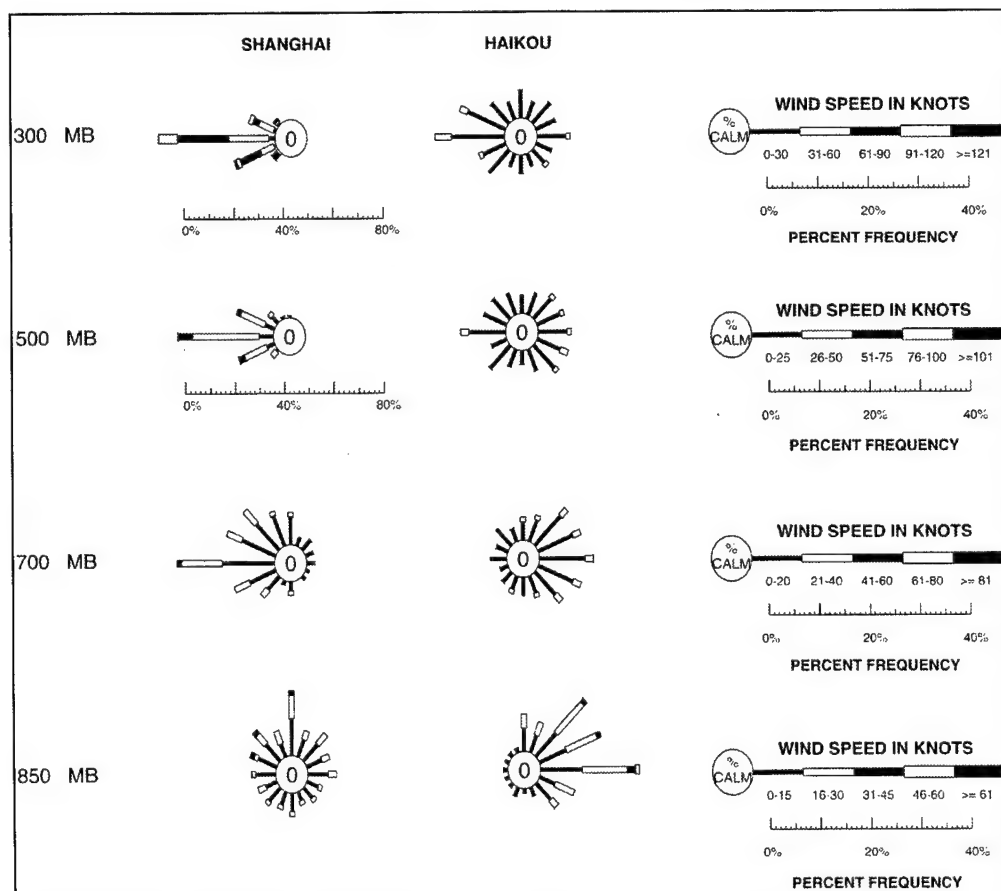 SHANGHAI HAIKOU
300 MB 0 0 % CALM WIND SPEED IN KNOTS
0-30 31-60 61-90 91-120 >=121
0% 40% 80% 0% 20% 40%
PERCENT FREQUENCY
500 MB 0 0 % CALM WIND SPEED IN KNOTS
0-25 26-50 51-75 76-100 >=101
0% 40% 80% 0% 20% 40%
PERCENT FREQUENCY
700 MB 0 0 % CALM WIND SPEED IN KNOTS
0-20 21-40 41-60 61-80 >= 81
0% 20% 40%
PERCENT FREQUENCY
850 MB 0 0 % CALM WIND SPEED IN KNOTS
0-15 16-30 31-45 46-60 >= 61
0% 20% 40%
PERCENT FREQUENCY